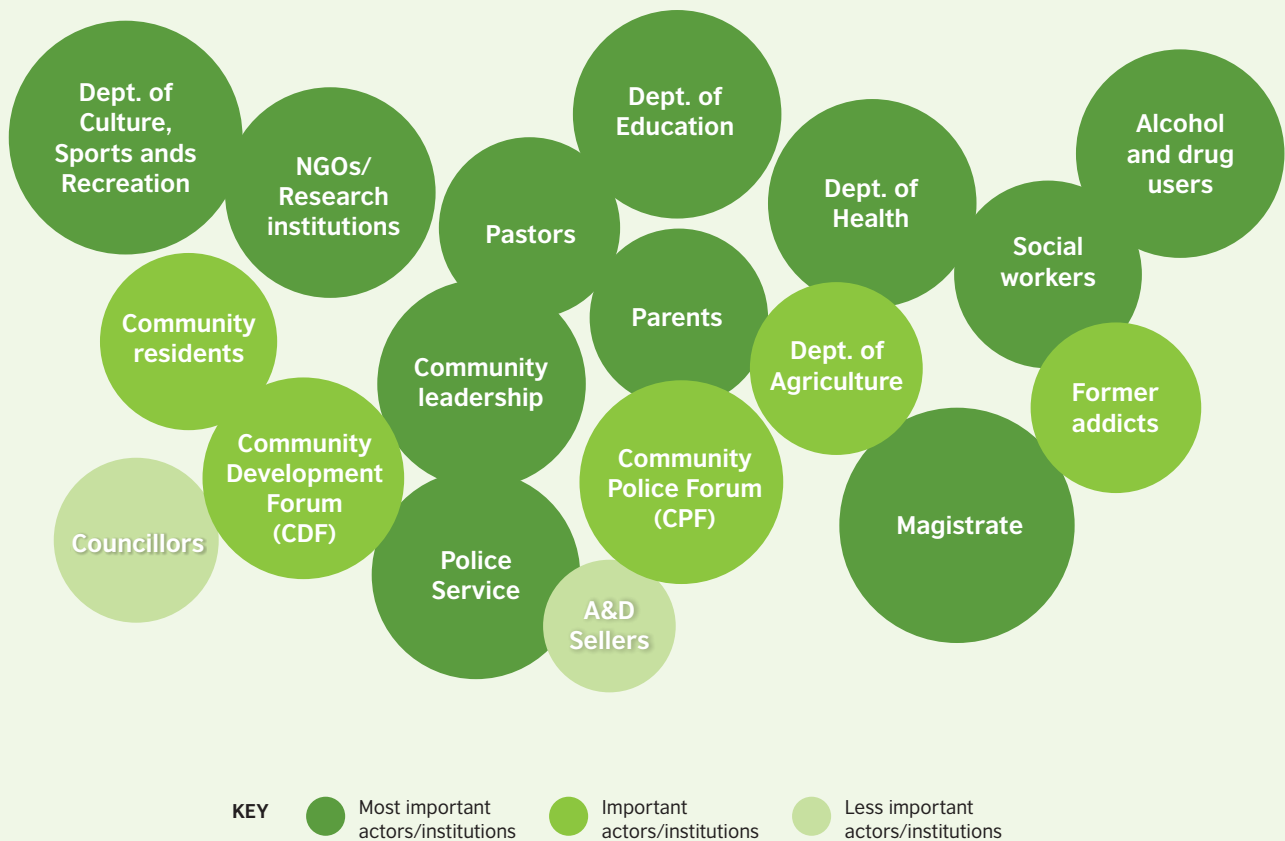 Dept. of
Culture,
Sports ands
Recreation
NGOs/
Research
institutions
Pastors
Dept. of
Education
Dept. of
Health
Alcohol
and drug
users
Social
workers
Community
residents
Community
leadership
Parents
Dept. of
Agriculture
Former
addicts
Councillors
Community
Development
Forum
(CDF)
Police
Service
Community
Police Forum
(CPF)
A&D
Sellers
Magistrate
KEY
Most important
actors/institutions
Important
actors/institutions
Less important
actors/institutions